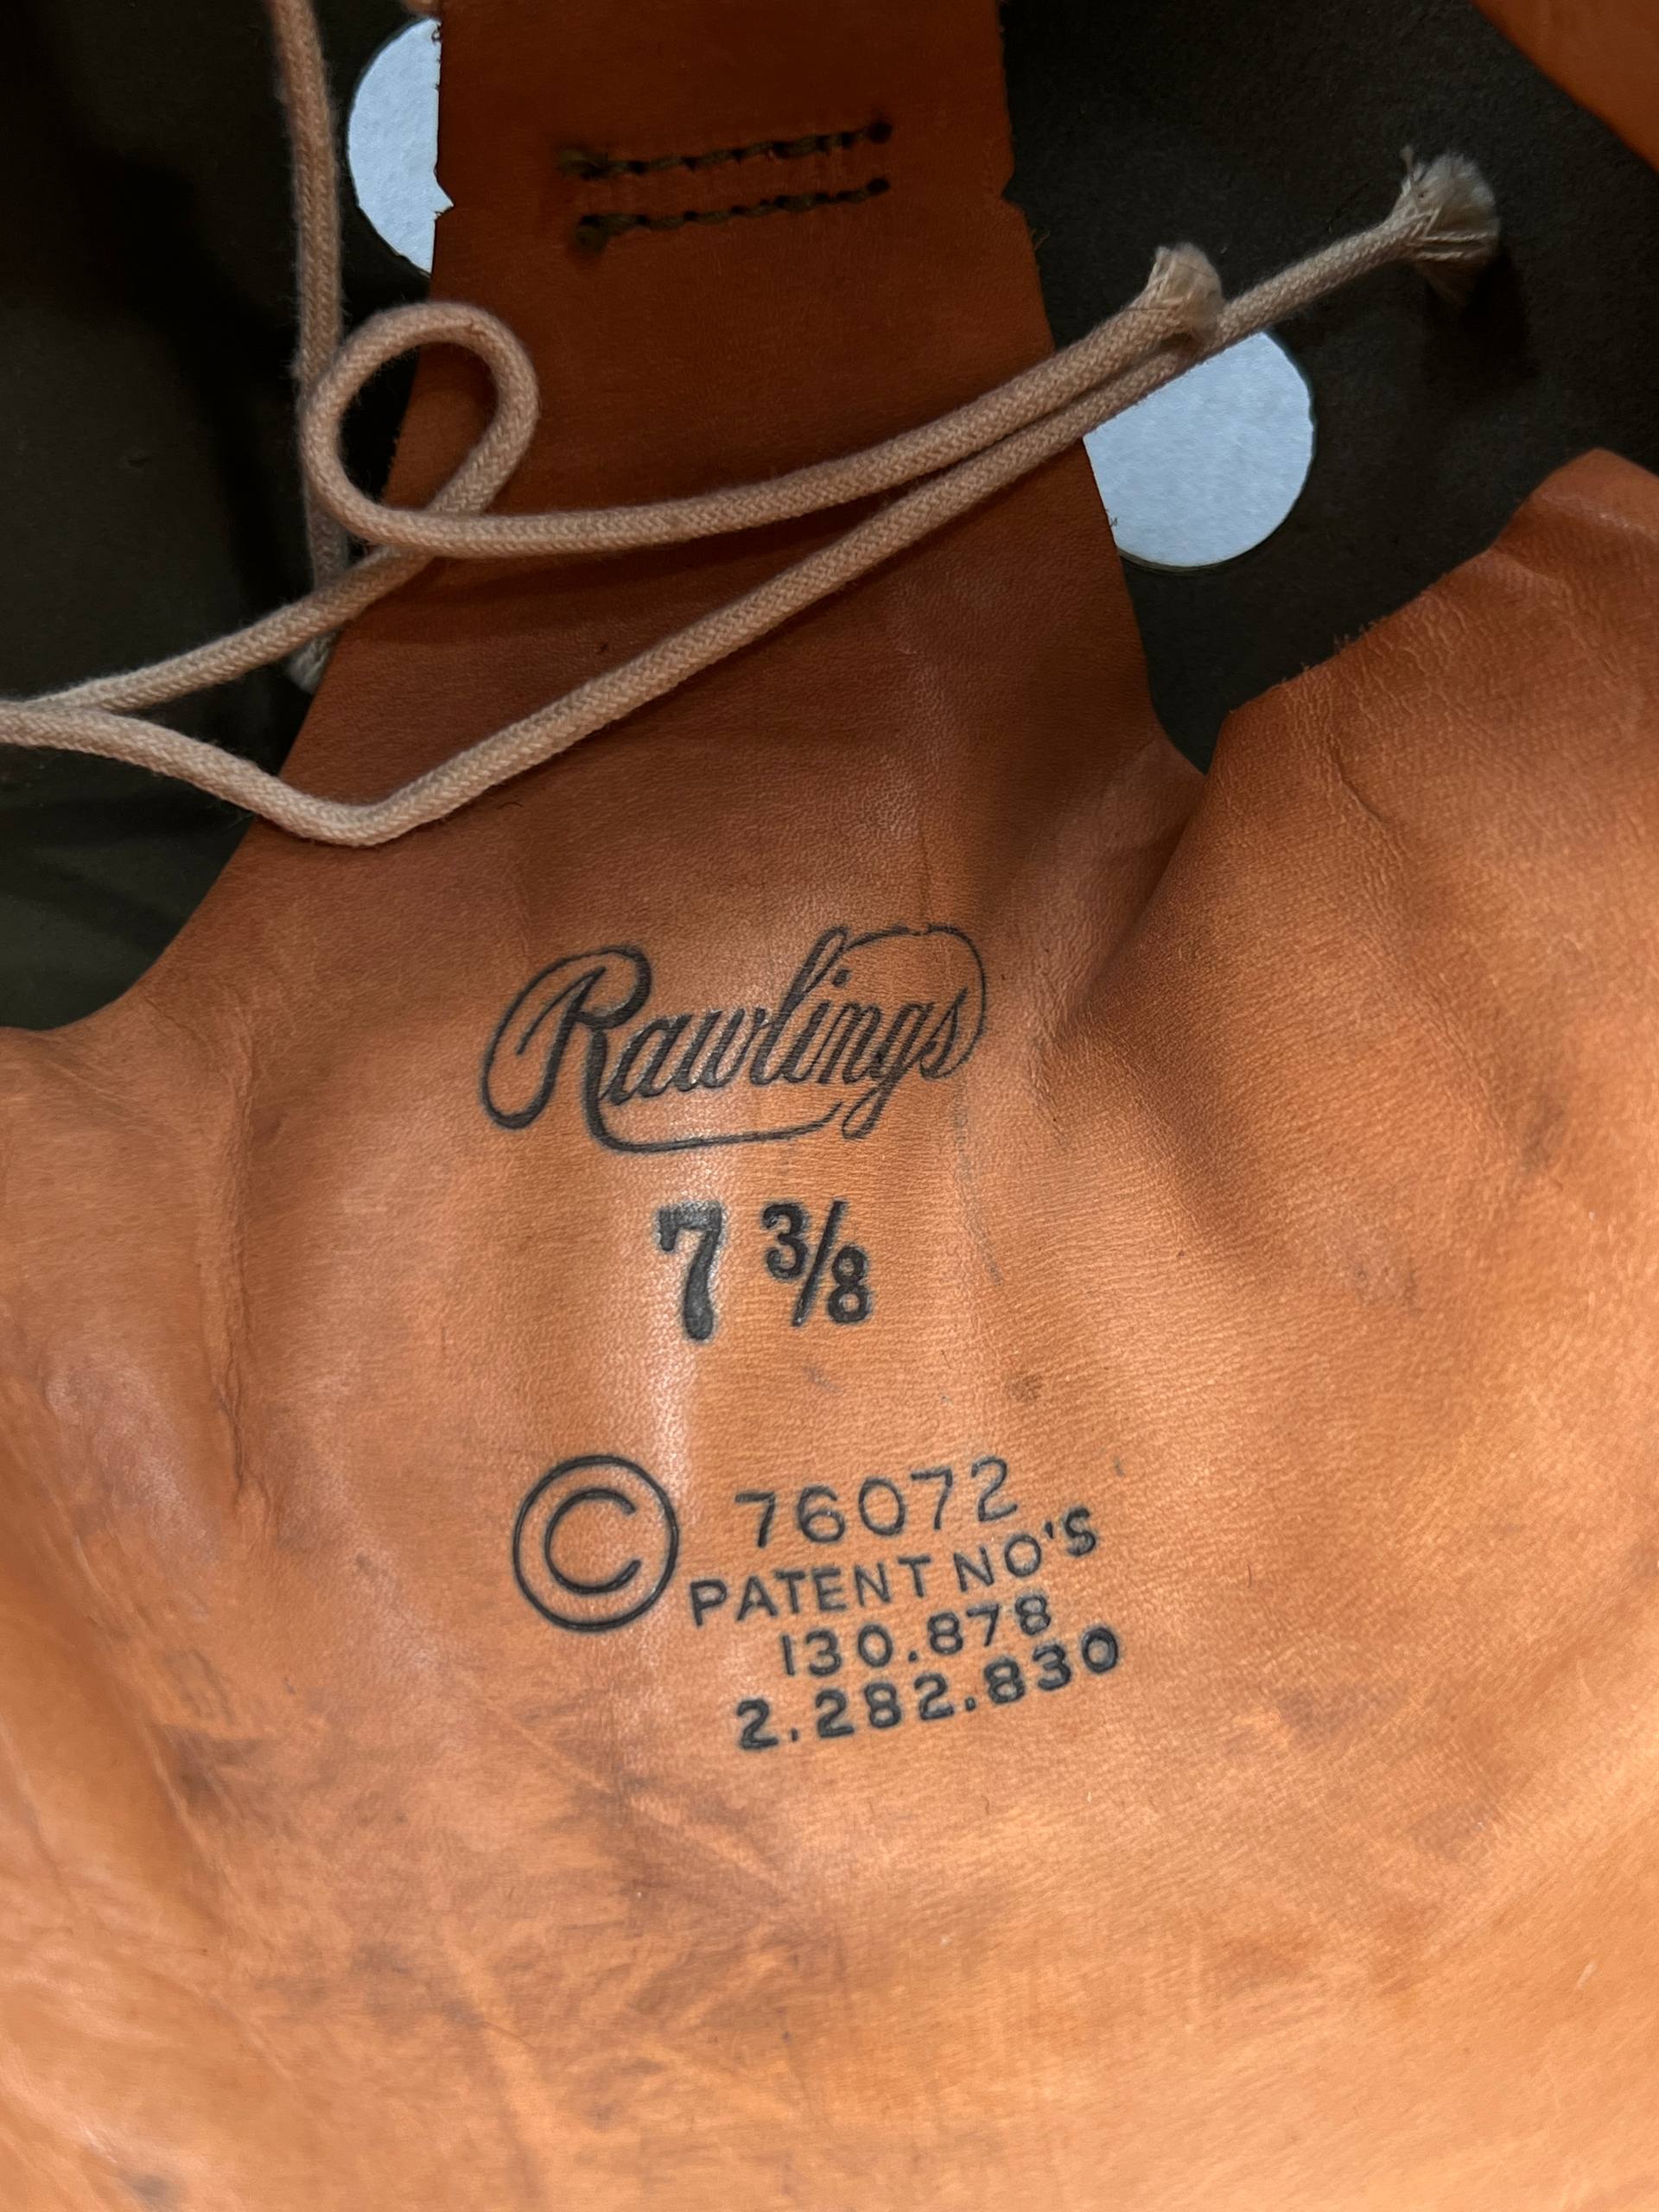 Rawlings
7 3/8
© 76072
PATENT NO'S
130.878
2.282.830